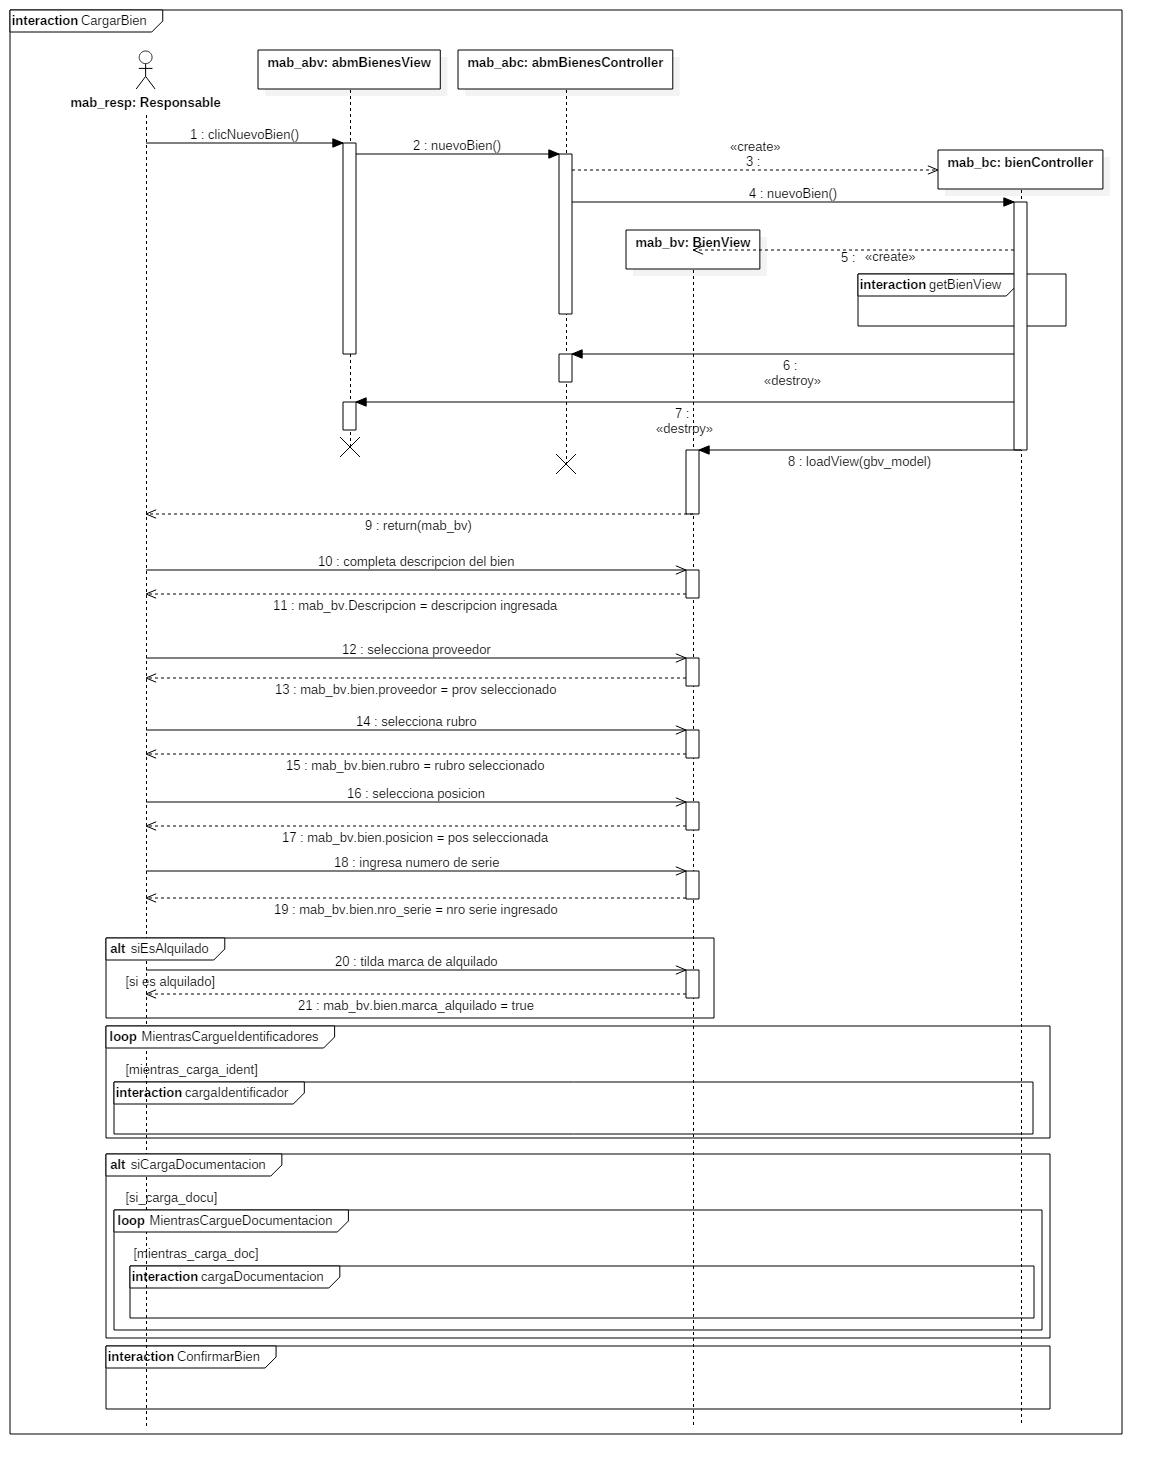 interaction CargarBien
mab_abv: abmBienesView
mab_abc: abmBienesController
mab_resp: Responsable
1 : clicNuevoBien()
2 : nuevoBien()
«create»
3 :
mab_bc: bienController
4 : nuevoBien()
mab_bv: BienView
5 : «create»
interaction getBienView
6 :
«destroy»
7 :
«destroy»
8 : loadView(gbv_model)
9 : return(mab_bv)
10 : completa descripcion del bien
11 : mab_bv.Descripcion = descripcion ingresada
12 : selecciona proveedor
13 : mab_bv.bien.proveedor = prov seleccionado
14 : selecciona rubro
15 : mab_bv.bien.rubro = rubro seleccionado
16 : selecciona posicion
17 : mab_bv.bien.posicion = pos seleccionada
18 : ingresa numero de serie
19 : mab_bv.bien.nro_serie = nro serie ingresado
alt siEsAlquilado
20 : tilda marca de alquilado
[si es alquilado]
21 : mab_bv.bien.marca_alquilado = true
loop MientrasCargueIdentificadores
[mientras_carga_ident]
interaction cargaIdentificador
alt siCargaDocumentacion
[si_carga_docu]
loop MientrasCargueDocumentacion
[mientras_carga_doc]
interaction cargaDocumentacion
interaction ConfirmarBien